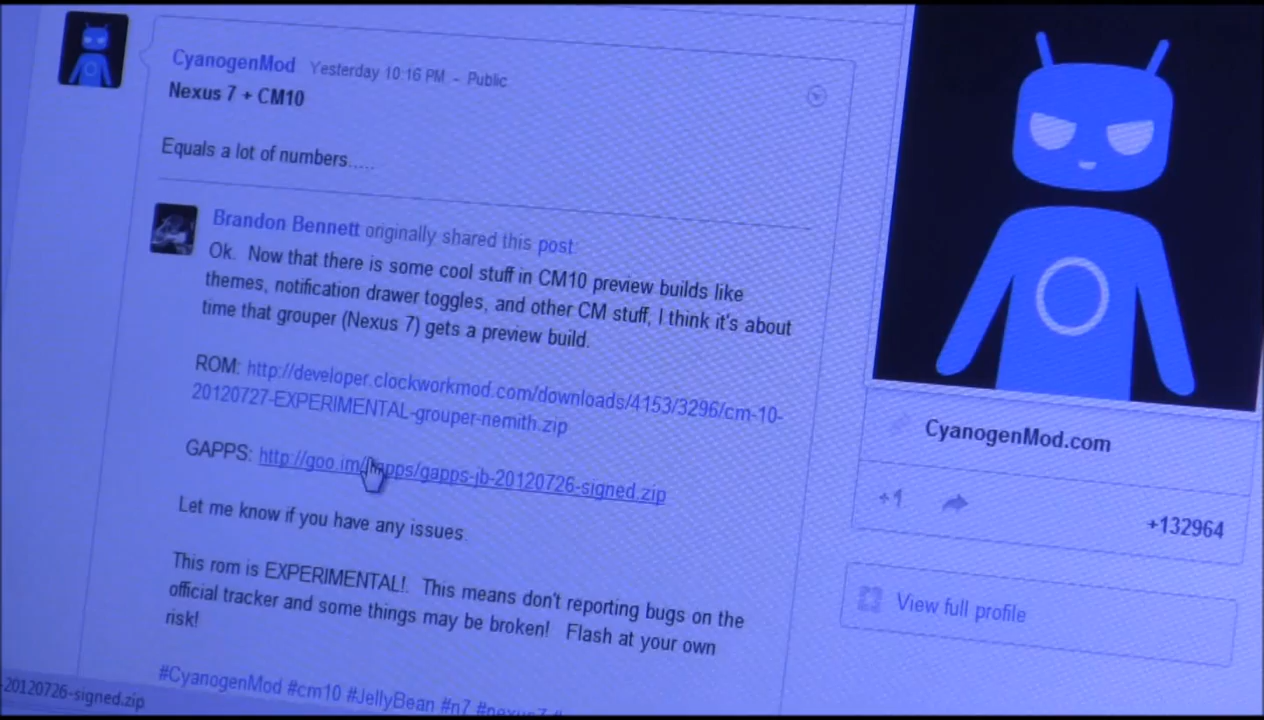 CyanogenMod Yesterday 10:16 PM - Public
Nexus 7 + CM10
Equals a lot of numbers.....
Brandon Bennett originally shared this post:
Ok. Now that there is some cool stuff in CM10 preview builds like
themes, notification drawer toggles, and other CM stuff, I think it's about
time that grouper (Nexus 7) gets a preview build.
ROM: http://developer.clockworkmod.com/downloads/4153/3296/cm-10-
20120727-EXPERIMENTAL-grouper-nemith.zip
GAPPS: http://goo.im/gapps/gapps-jb-20120726-signed.zip
Let me know if you have any issues.
This rom is EXPERIMENTAL!. This means don't reporting bugs on the
official tracker and some things may be broken! Flash at your own
risk!
#CyanogenMod #cm10 #JellyBean #n7 #nexus7
-20120726-signed.zip
CyanogenMod.com
+1
+132964
View full profile